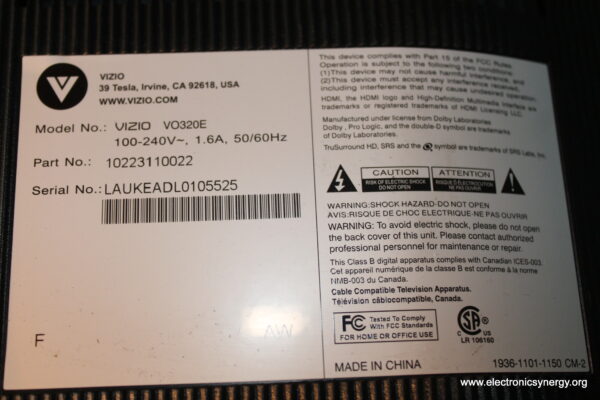 VIZIO
39 Tesla, Irvine, CA 92618, USA
WWW.VIZIO.COM
Model No.: VIZIO VO320E
100-240V~, 1.6A, 50/60Hz
Part No.: 10223110022
Serial No.: LAUKEADL0105525
F
AW
This device complies with Part 15 of the FCC Rules.
Operation is subject to the following two conditions:
(1)This device may not cause harmful interference, and
(2)This device must accept any interference received,
including interference that may cause undesired operation.
HDMI, the HDMI logo and High-Definition Multimedia Interface are
trademarks or registered trademarks of HDMI Licensing LLC.
Manufactured under license from Dolby Laboratories
Dolby, Pro Logic, and the double-D symbol are trademarks
of Dolby Laboratories
TruSurround HD, SRS and the symbol are trademarks of SRS Labs, Inc.
CAUTION
RISK OF ELECTRIC SHOCK
DO NOT OPEN
ATTENTION
RISQUE D'ELECTROCUTION
NE PAS OUVRIR
WARNING:SHOCK HAZARD-DO NOT OPEN
AVIS:RISQUE DE CHOC ELECTRIQUE-NE PAS OUVRIR
WARNING: To avoid electric shock, please do not open
the back cover of this unit. Please contact authorized
professional personnel for maintenance or repair.
This Class B digital apparatus complies with Canadian ICES-003.
Cet appareil numérique de la classe B est conforme à la norme
NMB-003 du Canada.
Cable Compatible Television Apparatus.
Télévision câblocompatible, Canada.
FC Tested To Comply
With FCC Standards
FOR HOME OR OFFICE USE
SA
C US
LR 106160
MADE IN CHINA
1936-1101-1150 CM-2
www.electronicsynergy.org